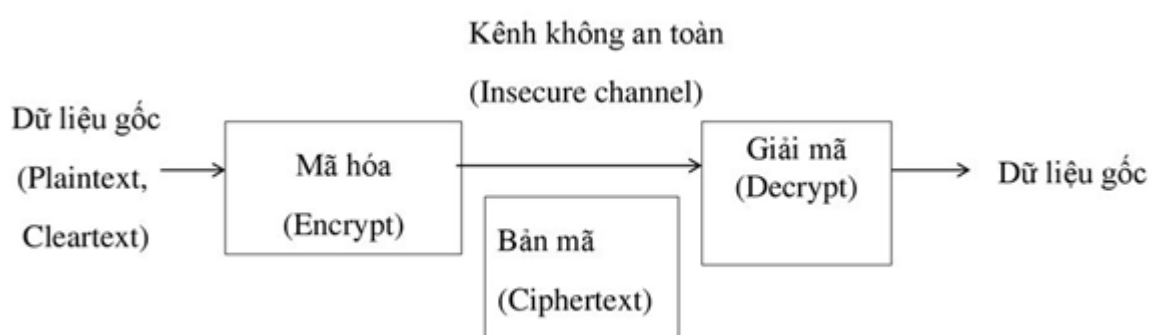 Kênh không an toàn
(Insecure channel)
Dữ liệu gốc
(Plaintext,
Cleartext)
Mã hóa
(Encrypt)
Giải mã
(Decrypt)
Dữ liệu gốc
Bản mã
(Ciphertext)